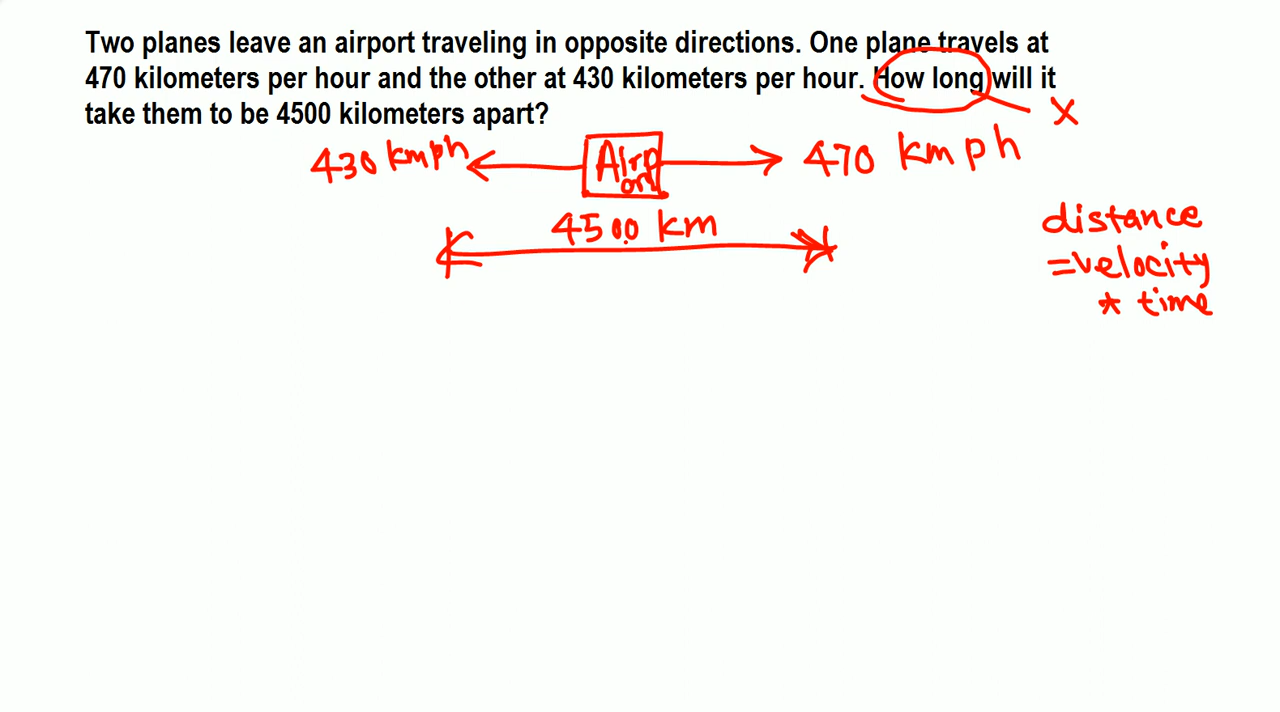 Two planes leave an airport traveling in opposite directions. One plane travels at
470 kilometers per hour and the other at 430 kilometers per hour. How long will it
take them to be 4500 kilometers apart?
x
430 kmph
Airp
ort
470 kmph
4500 km
distance
=velocity
* time